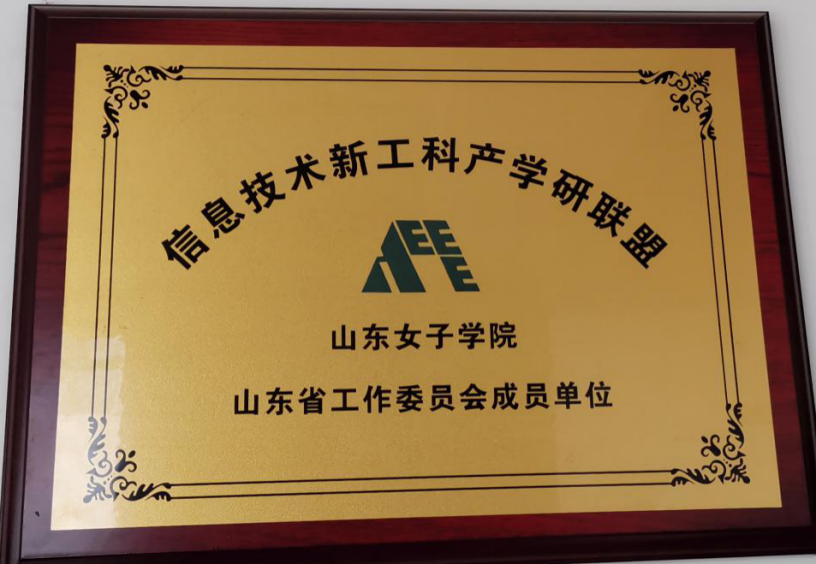 信息技术新工科产学研联盟
山东女子学院
山东省工作委员会成员单位